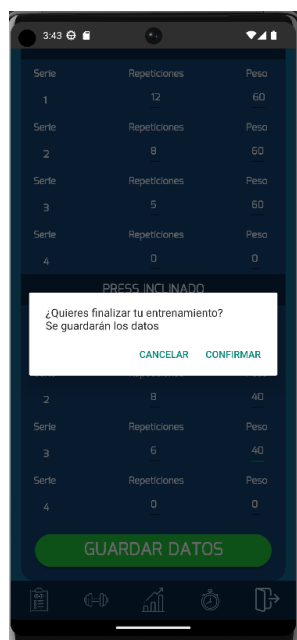 3:43
Serie Repeticiones Peso
1 12 60
Serie Repeticiones Peso
2 8 60
Serie Repeticiones Peso
3 5 60
Serie Repeticiones Peso
4 0 0
PRESS INCLINADO
¿Quieres finalizar tu entrenamiento?
Se guardarán los datos
CANCELAR CONFIRMAR
2 8 40
Serie Repeticiones Peso
3 6 40
Serie Repeticiones Peso
4 0 0
GUARDAR DATOS